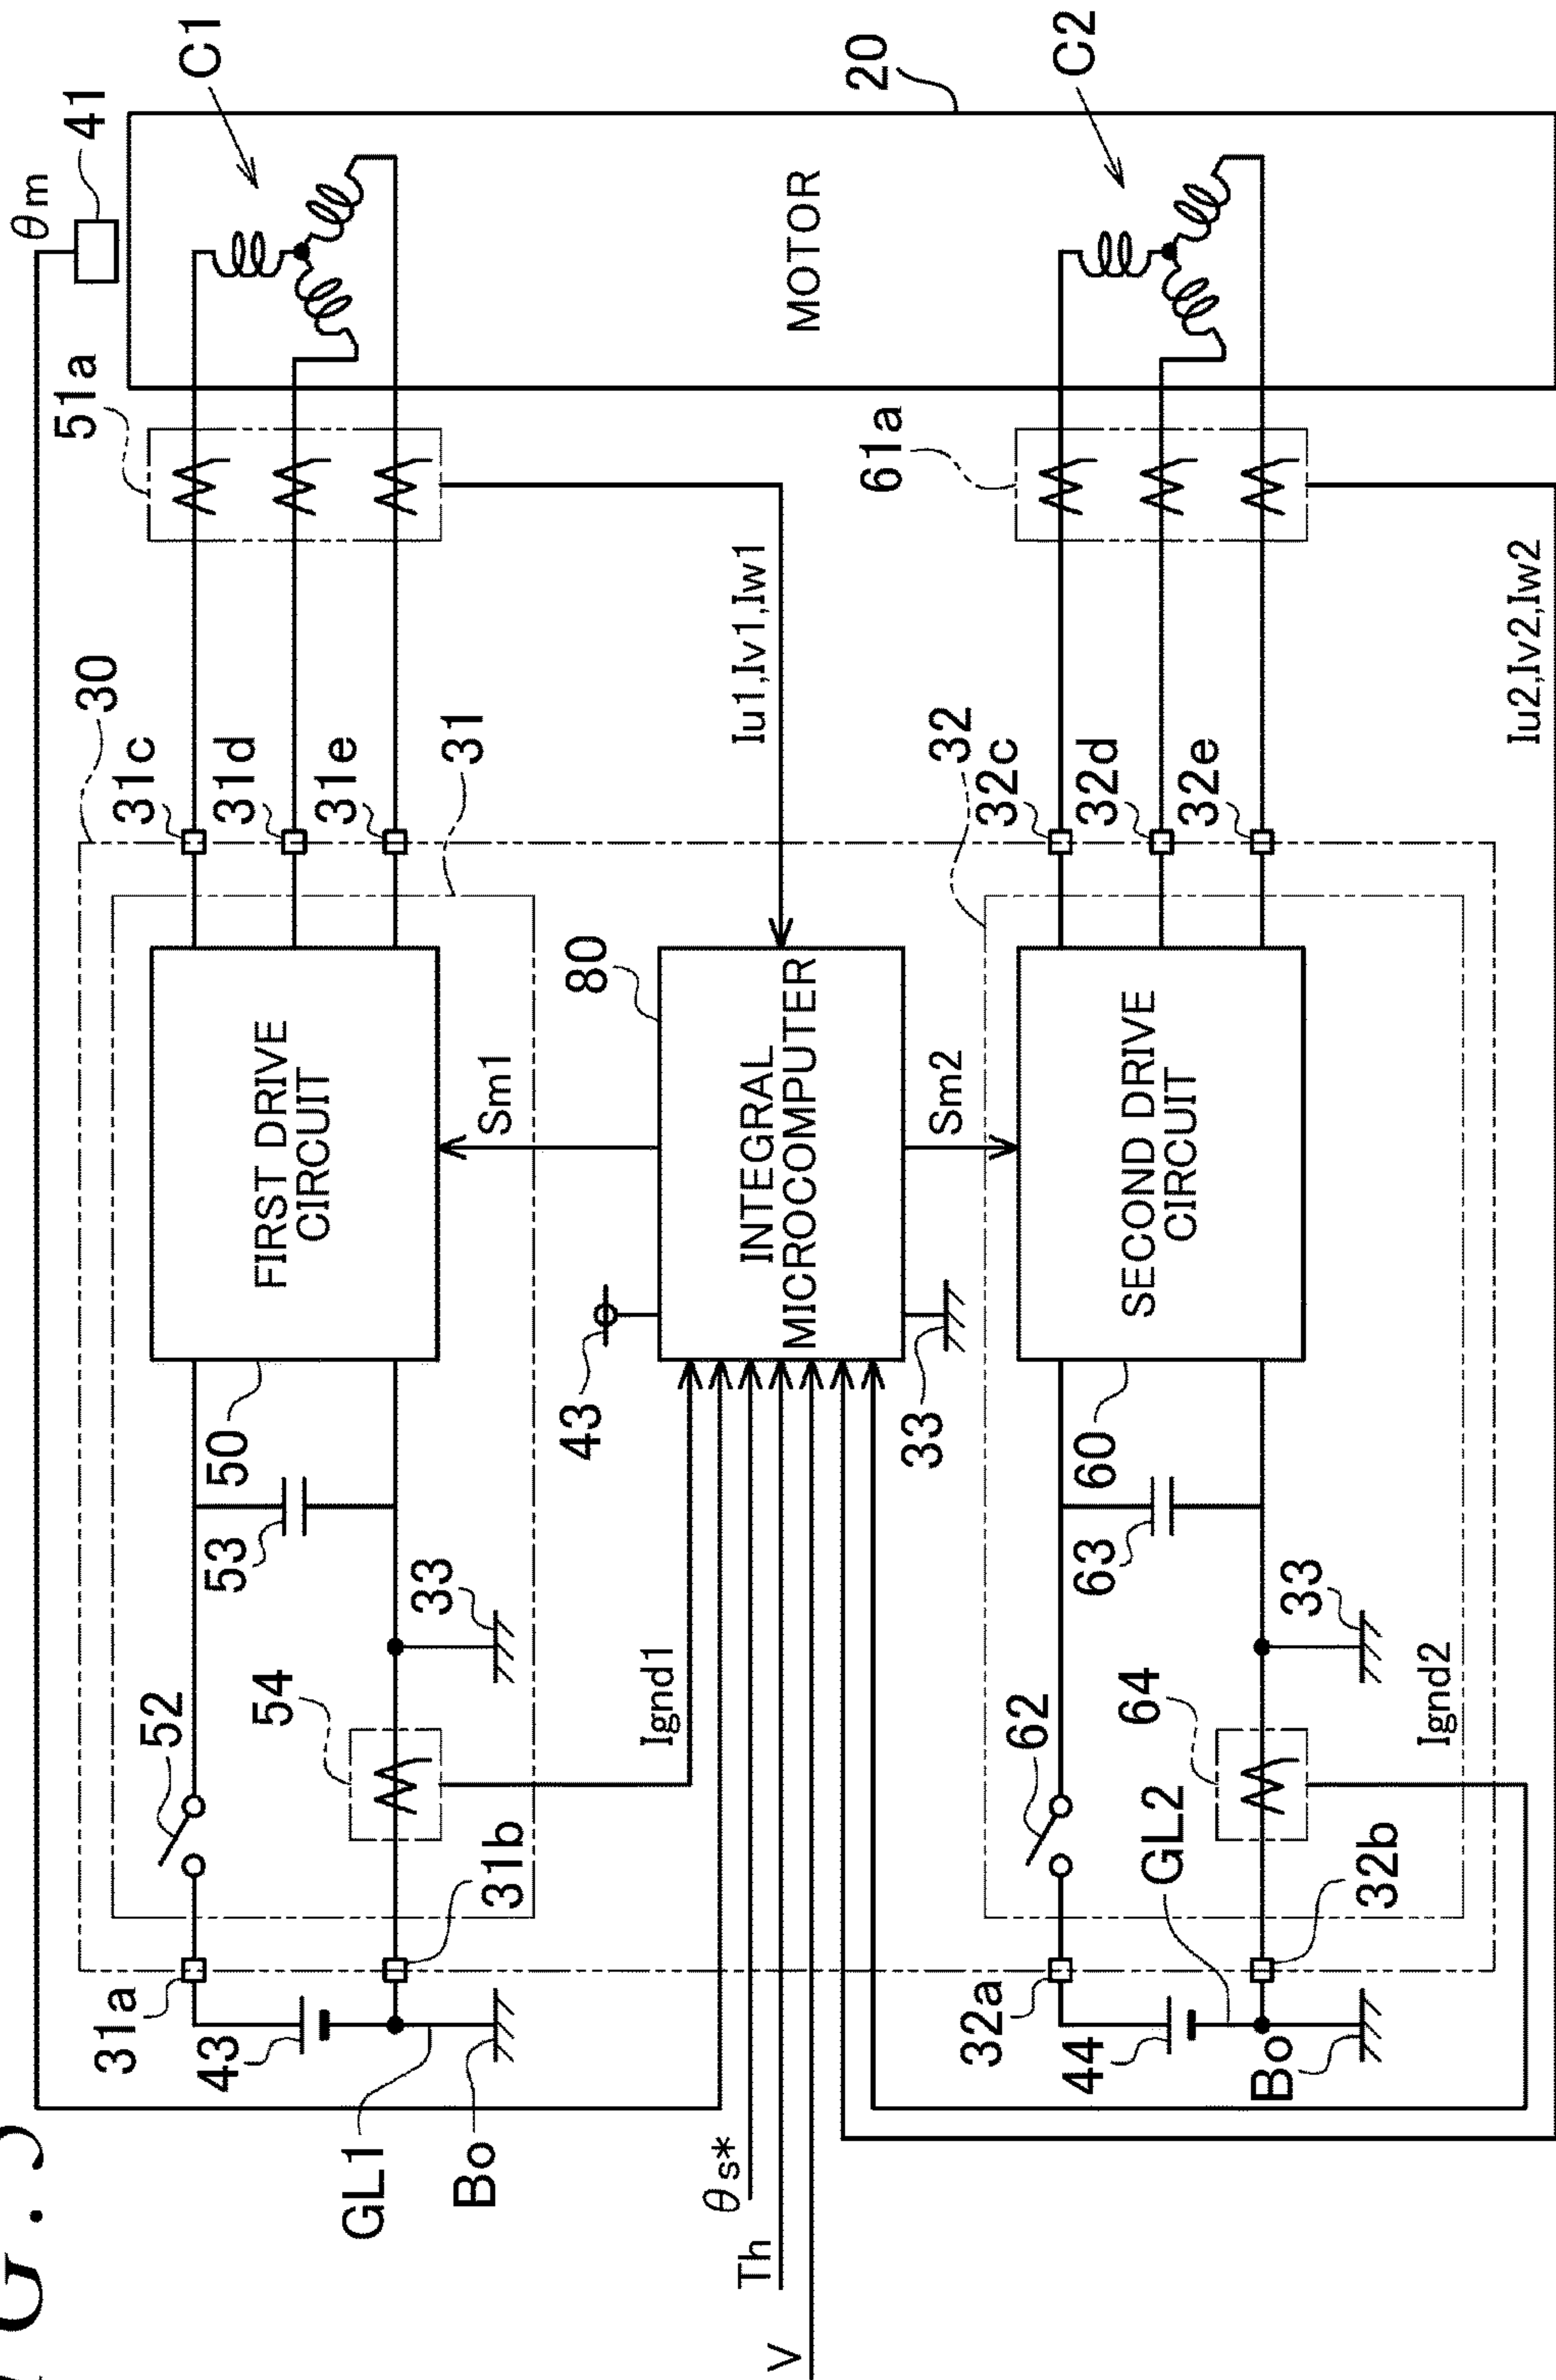 G . 5
θm
41
C1
51a
30
31c
31d
31e
31
FIRST DRIVE
CIRCUIT
50
53
52
54
33
31a
31b
43
GL1
Bo
Sm1
Ignd1
Iu1,Iv1,Iw1
20
MOTOR
80
INTEGRAL
MICROCOMPUTER
43
33
θs*
Th
V
Sm2
C2
61a
32
32c
32d
32e
SECOND DRIVE
CIRCUIT
60
63
62
64
33
GL2
32a
32b
44
Bo
Ignd2
Iu2,Iv2,Iw2